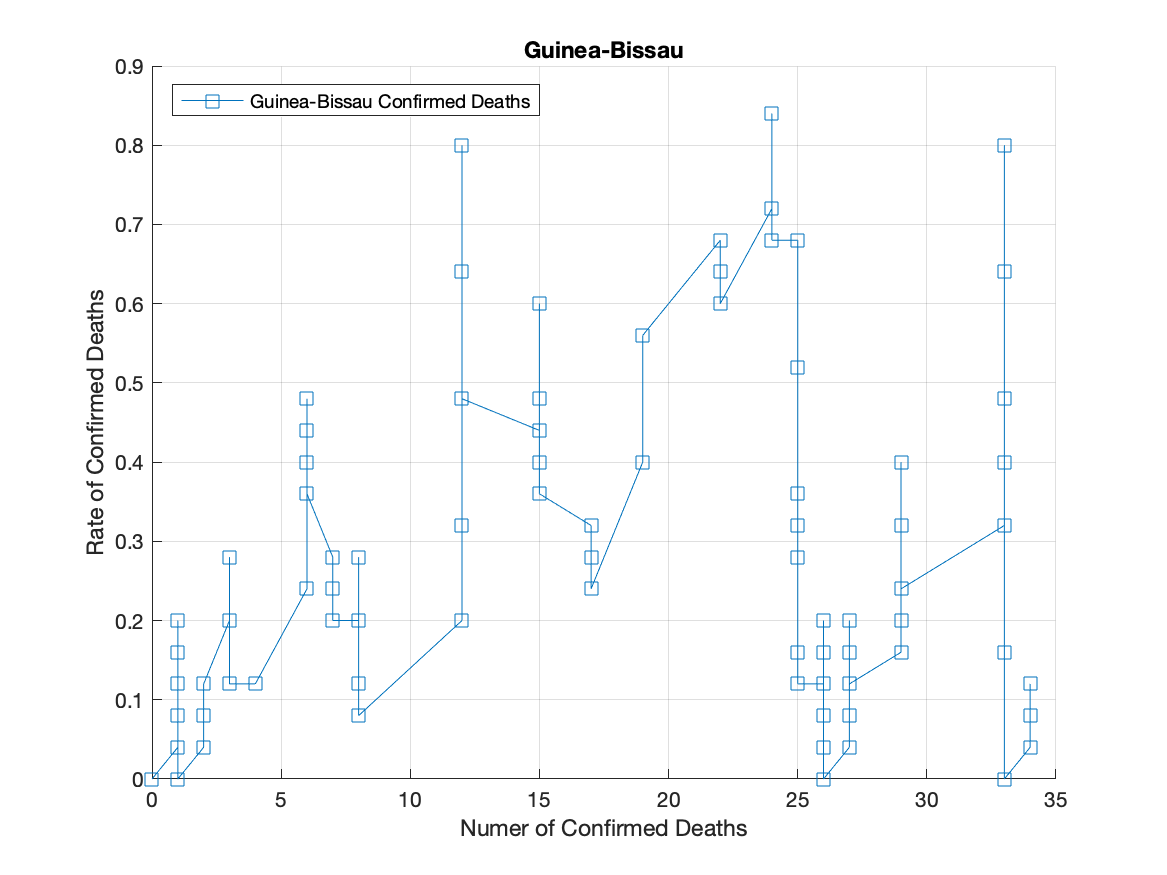 Guinea-Bissau
Guinea-Bissau Confirmed Deaths
0.9
0.8
0.7
0.6
0.5
0.4
0.3
0.2
0.1
0
Rate of Confirmed Deaths
0 5 10 15 20 25 30 35
Numer of Confirmed Deaths